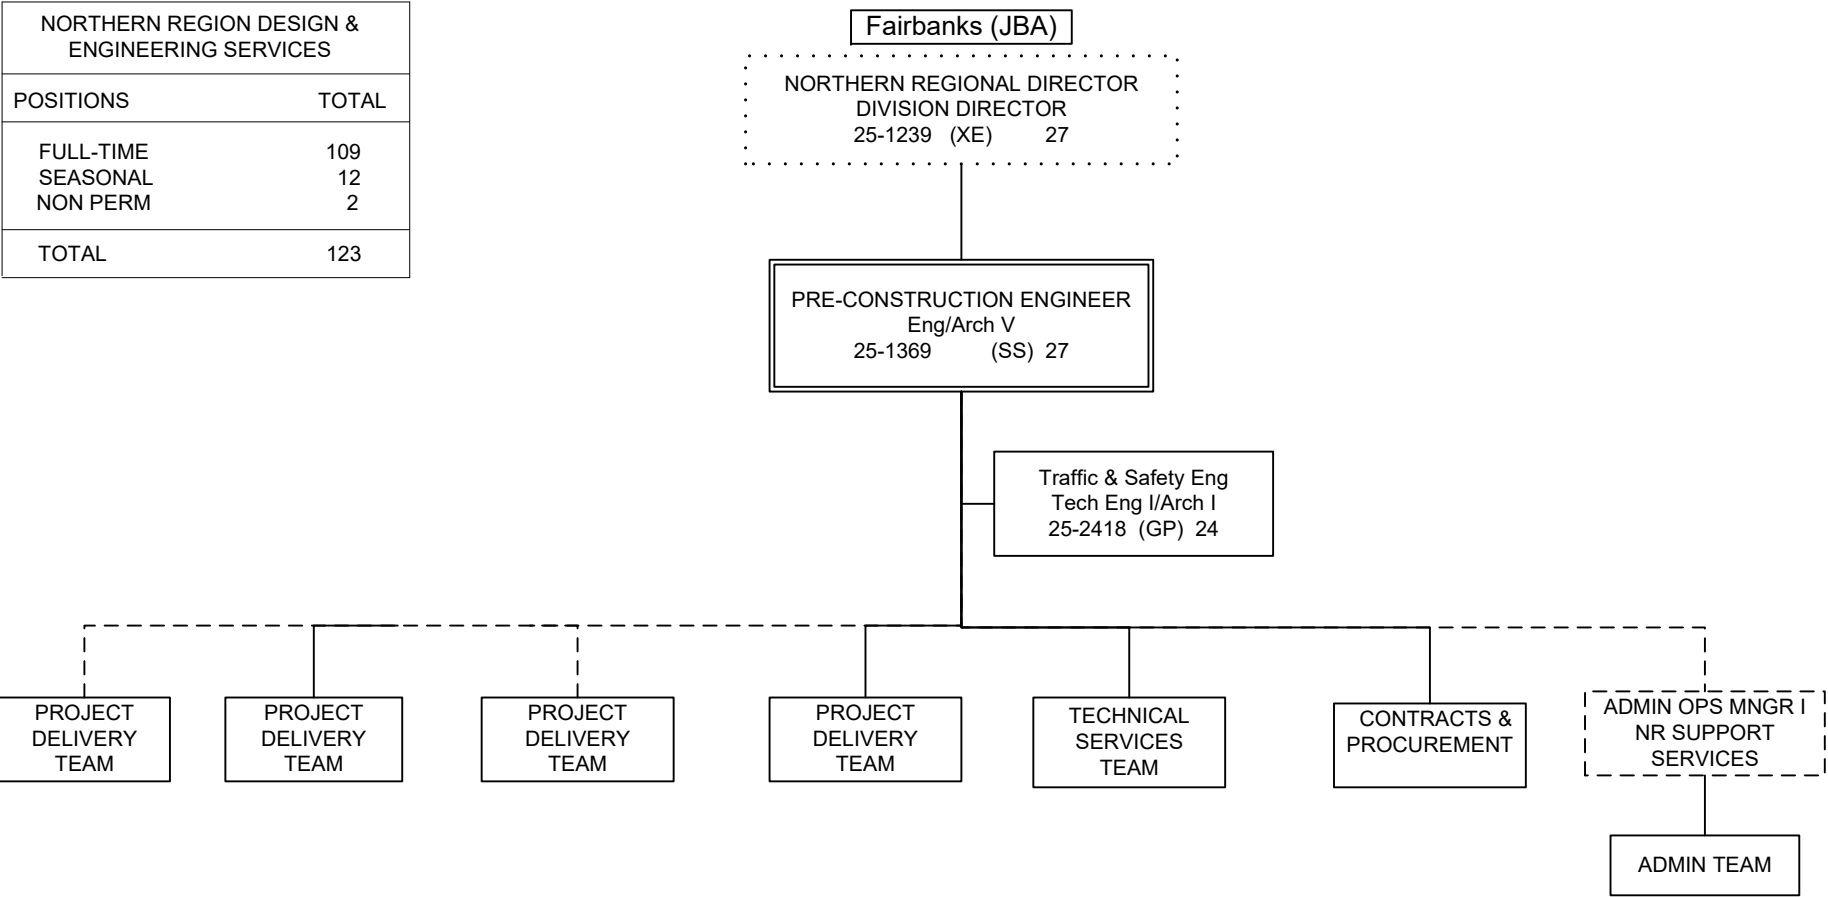 NORTHERN REGION DESIGN &
ENGINEERING SERVICES
POSITIONS TOTAL
FULL-TIME 109
SEASONAL 12
NON PERM 2
TOTAL 123
Fairbanks (JBA)
NORTHERN REGIONAL DIRECTOR
DIVISION DIRECTOR
25-1239 (XE) 27
PRE-CONSTRUCTION ENGINEER
Eng/Arch V
25-1369 (SS) 27
Traffic & Safety Eng
Tech Eng I/Arch I
25-2418 (GP) 24
PROJECT
DELIVERY
TEAM
PROJECT
DELIVERY
TEAM
PROJECT
DELIVERY
TEAM
PROJECT
DELIVERY
TEAM
TECHNICAL
SERVICES
TEAM
CONTRACTS &
PROCUREMENT
ADMIN OPS MNGR I
NR SUPPORT
SERVICES
ADMIN TEAM